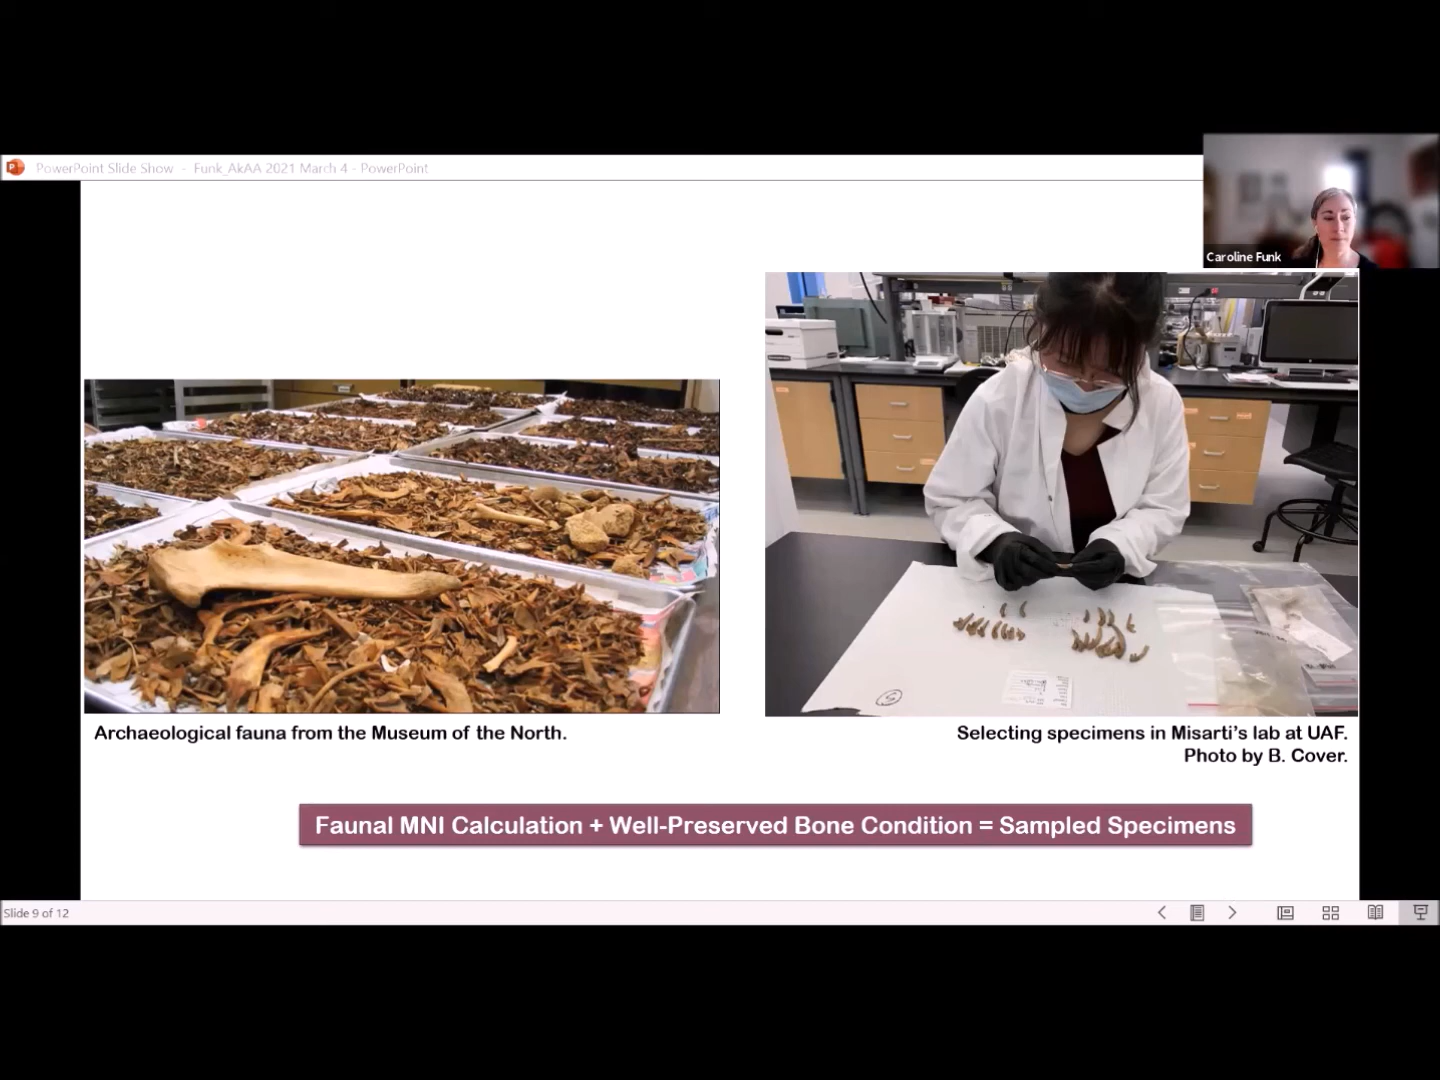 PowerPoint Slide Show - Funk_AkAA 2021 March 4 - PowerPoint
Caroline Funk
Archaeological fauna from the Museum of the North.
Selecting specimens in Misarti's lab at UAF.
Photo by B. Cover.
Faunal MNI Calculation + Well-Preserved Bone Condition = Sampled Specimens
Slide 9 of 12